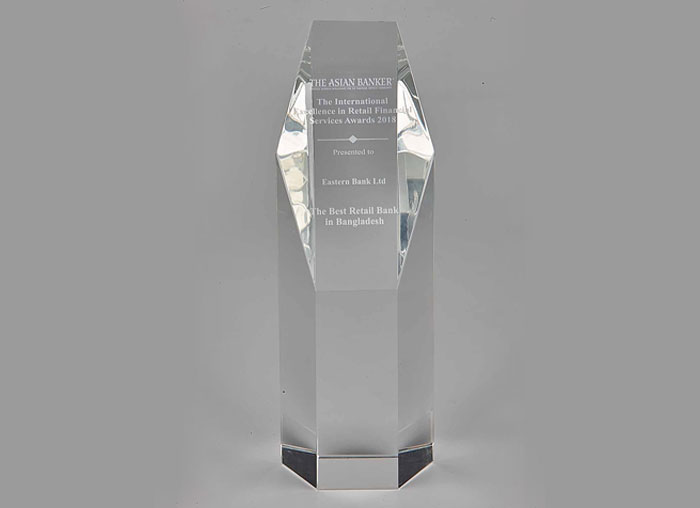 THE ASIAN BANKER®
The International
Excellence in Retail Financial
Services Awards 2018
Presented to
Eastern Bank Ltd
The Best Retail Bank
in Bangladesh